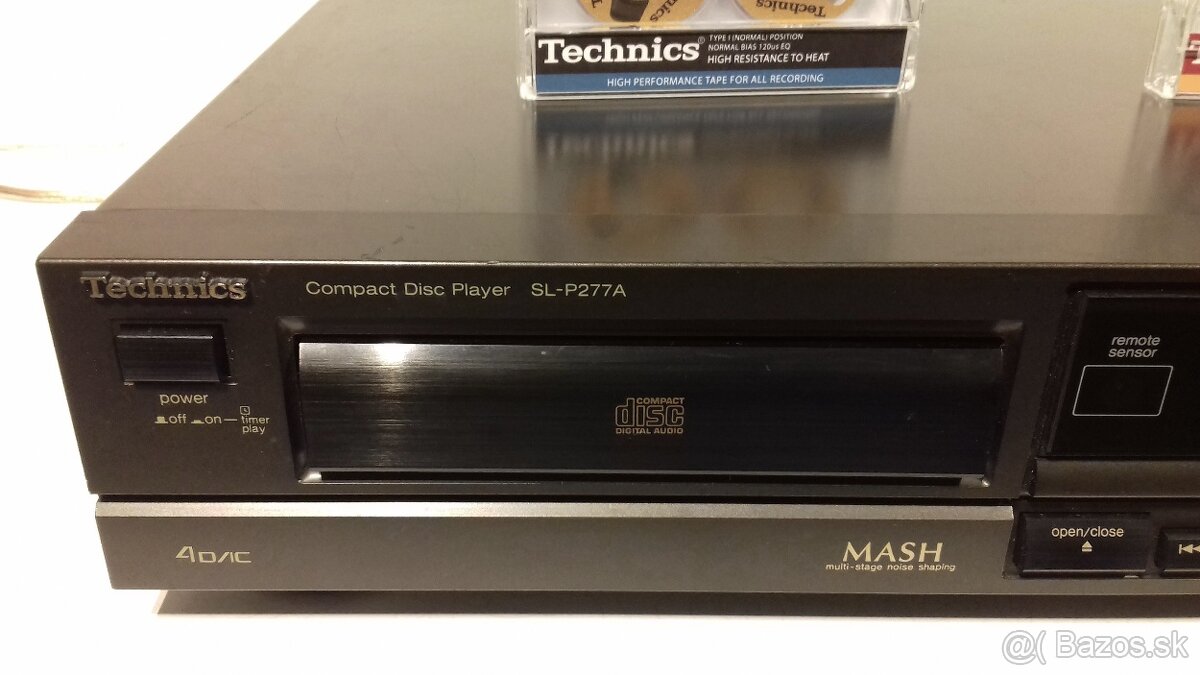 Technics
Technics
Technics® TYPE I (NORMAL) POSITION
NORMAL BIAS 120us EQ
HIGH RESISTANCE TO HEAT
HIGH PERFORMANCE TAPE FOR ALL RECORDING
Technics Compact Disc Player SL-P277A
power
off on timer
play
COMPACT
disc
DIGITAL AUDIO
remote
sensor
4D/AC
MASH
multi-stage noise shaping
open/close
@( Bazos.sk